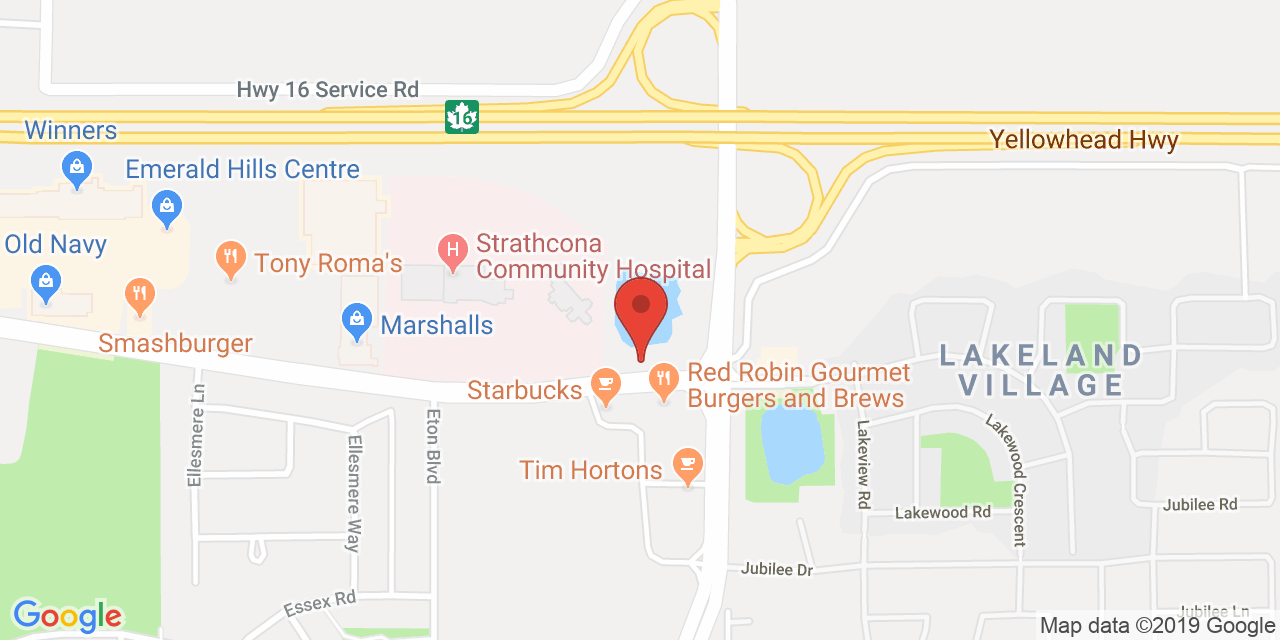 Hwy 16 Service Rd
16
Winners
Yellowhead Hwy
Emerald Hills Centre
Old Navy
Tony Roma's
H
Strathcona
Community Hospital
Marshalls
Smashburger
LAKELAND
VILLAGE
Starbucks
Red Robin Gourmet
Burgers and Brews
Ellesmere Ln
Eton Blvd
Ellesmere Way
Tim Hortons
Lakeview Rd
Lakewood Crescent
Lakewood Rd
Jubilee Rd
Jubilee Dr
Essex Rd
Jubilee Ln
Google
Map data ©2019 Google